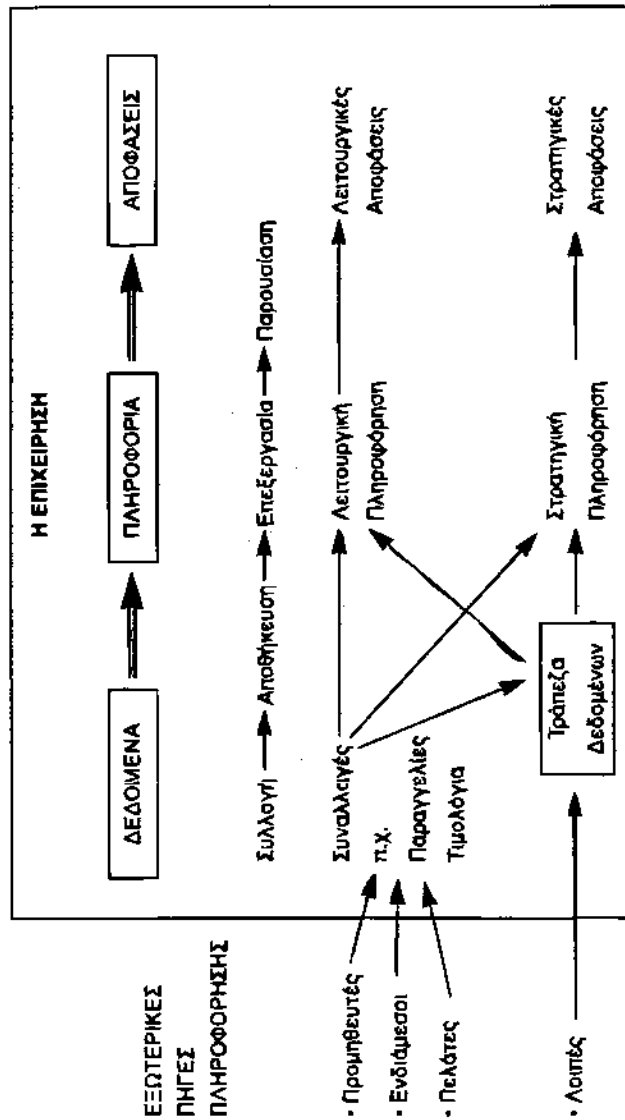 Η ΕΠΙΧΕΙΡΗΣΗ
ΕΞΩΤΕΡΙΚΕΣ
ΠΗΓΕΣ
ΠΛΗΡΟΦΟΡΗΣΗΣ
ΔΕΔΟΜΕΝΑ
ΠΛΗΡΟΦΟΡΙΑ
ΑΠΟΦΑΣΕΙΣ
Συλλογή
Αποθήκευση
Επεξεργασία
Παρουσίαση
- Προμηθευτές
- Ενδιάμεσοι
- Πελάτες
Συναλλαγές
π.χ.
Παραγγελίες
Τιμολόγια
Λειτουργική
Πληροφόρηση
Λειτουργικές
Αποφάσεις
Λοιπές
Τράπεζα
Δεδομένων
Στρατηγική
Πληροφόρηση
Στρατηγικές
Αποφάσεις